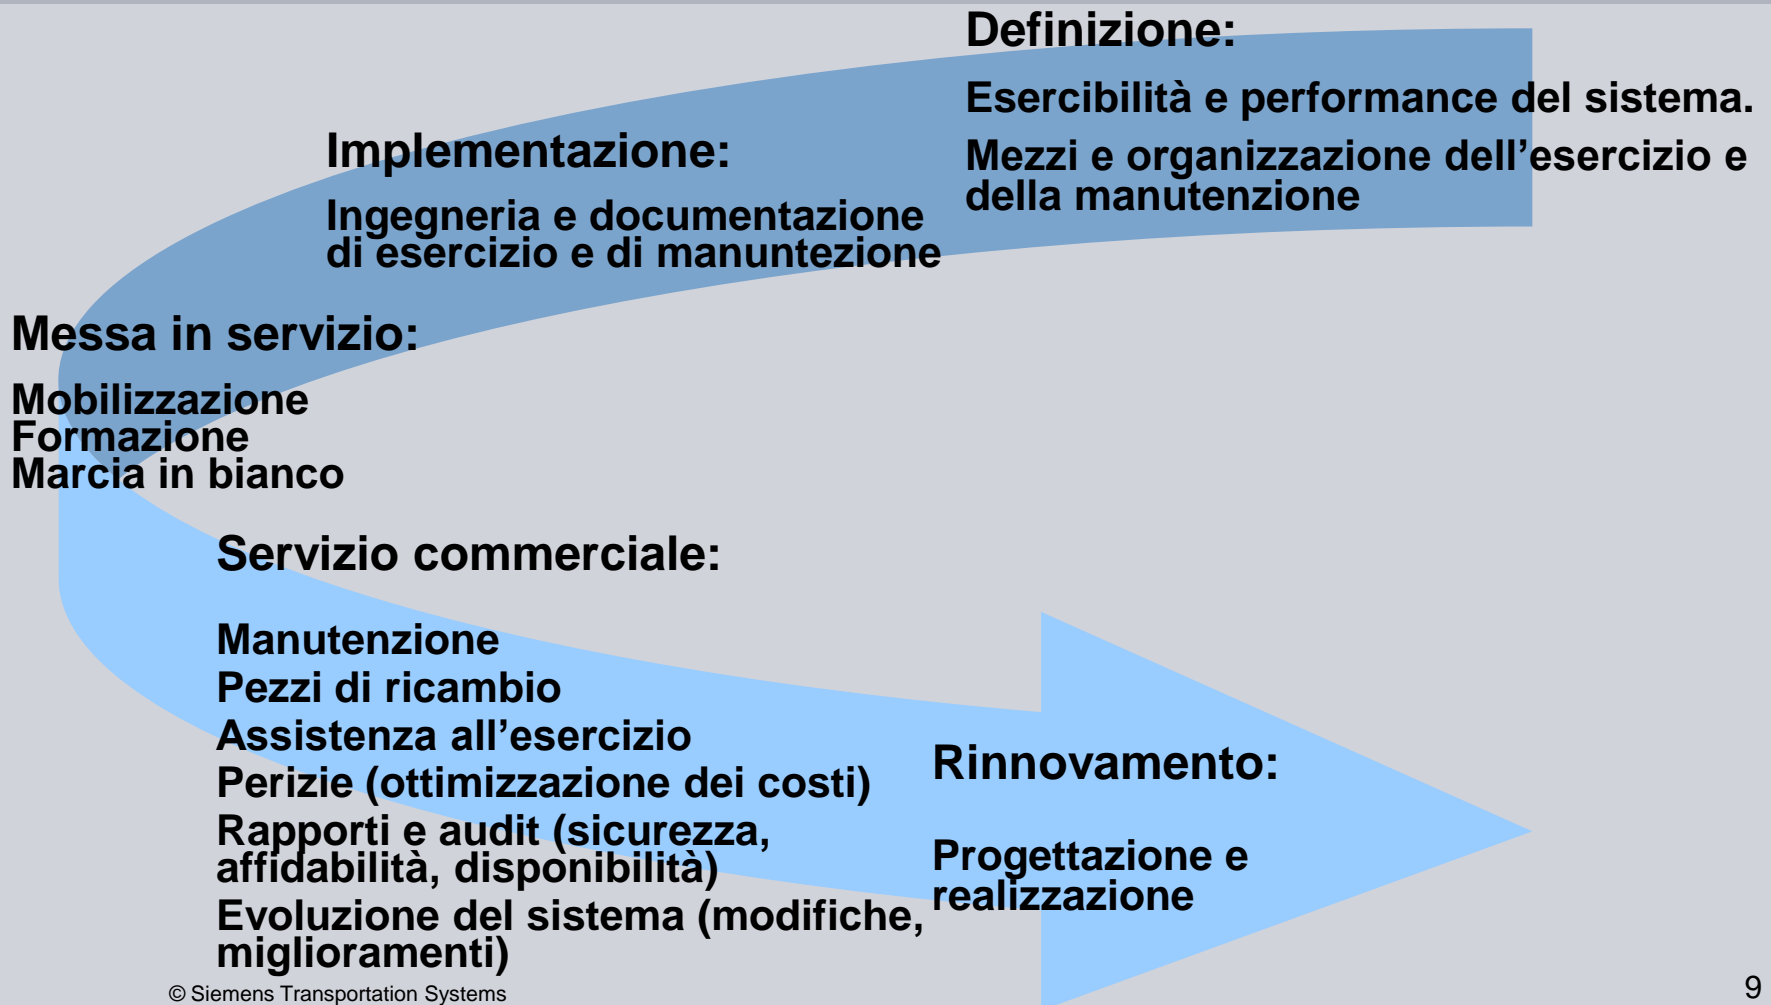 Definizione:
Esercibilità e performance del sistema.
Mezzi e organizzazione dell’esercizio e
della manutenzione
Implementazione:
Ingegneria e documentazione
di esercizio e di manuntezione
Messa in servizio:
Mobilizzazione
Formazione
Marcia in bianco
Servizio commerciale:
Manutenzione
Pezzi di ricambio
Assistenza all’esercizio
Perizie (ottimizzazione dei costi)
Rapporti e audit (sicurezza,
affidabilità, disponibilità)
Evoluzione del sistema (modifiche,
miglioramenti)
Rinnovamento:
Progettazione e
realizzazione
© Siemens Transportation Systems
9